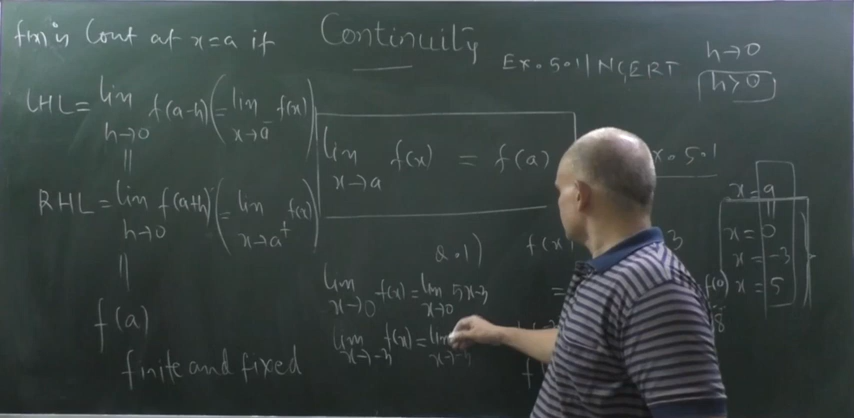 f(x) is Cont at x=a if
Continuity
Ex. 5.1 | NCERT
h→0
h>0
LHL = lim h→0 f(a-h) (= lim x→a⁻ f(x))
||
RHL = lim h→0 f(a+h) (= lim x→a⁺ f(x))
||
f(a)
finite and fixed
lim x→a f(x) = f(a)
x. 5.1
Q.1)
f(x
3
lim x→0 f(x) = lim x→0 5x-3
=
f(0)
lim x→-3 f(x) = lim x→-3
8
f
x = a
||
x = 0
x = -3
x = 5